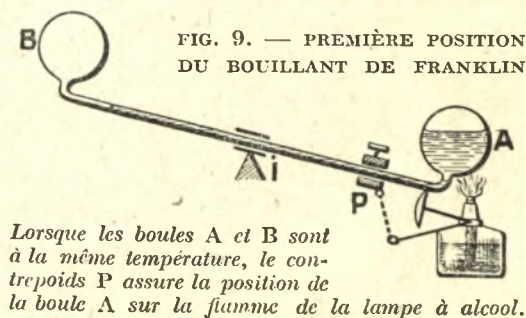 FIG. 9. — PREMIÈRE POSITION
DU BOUILLANT DE FRANKLIN
B
A
i
P
Lorsque les boules A et B sont
à la même température, le con-
trepoids P assure la position de
la boule A sur la flamme de la lampe à alcool.